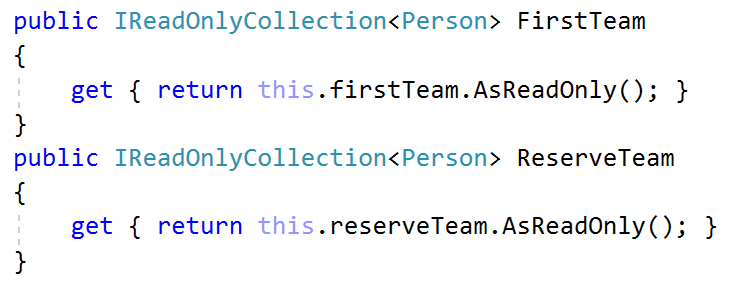 public IReadOnlyCollection<Person> FirstTeam
{
    get { return this.firstTeam.AsReadOnly(); }
}
public IReadOnlyCollection<Person> ReserveTeam
{
    get { return this.reserveTeam.AsReadOnly(); }
}